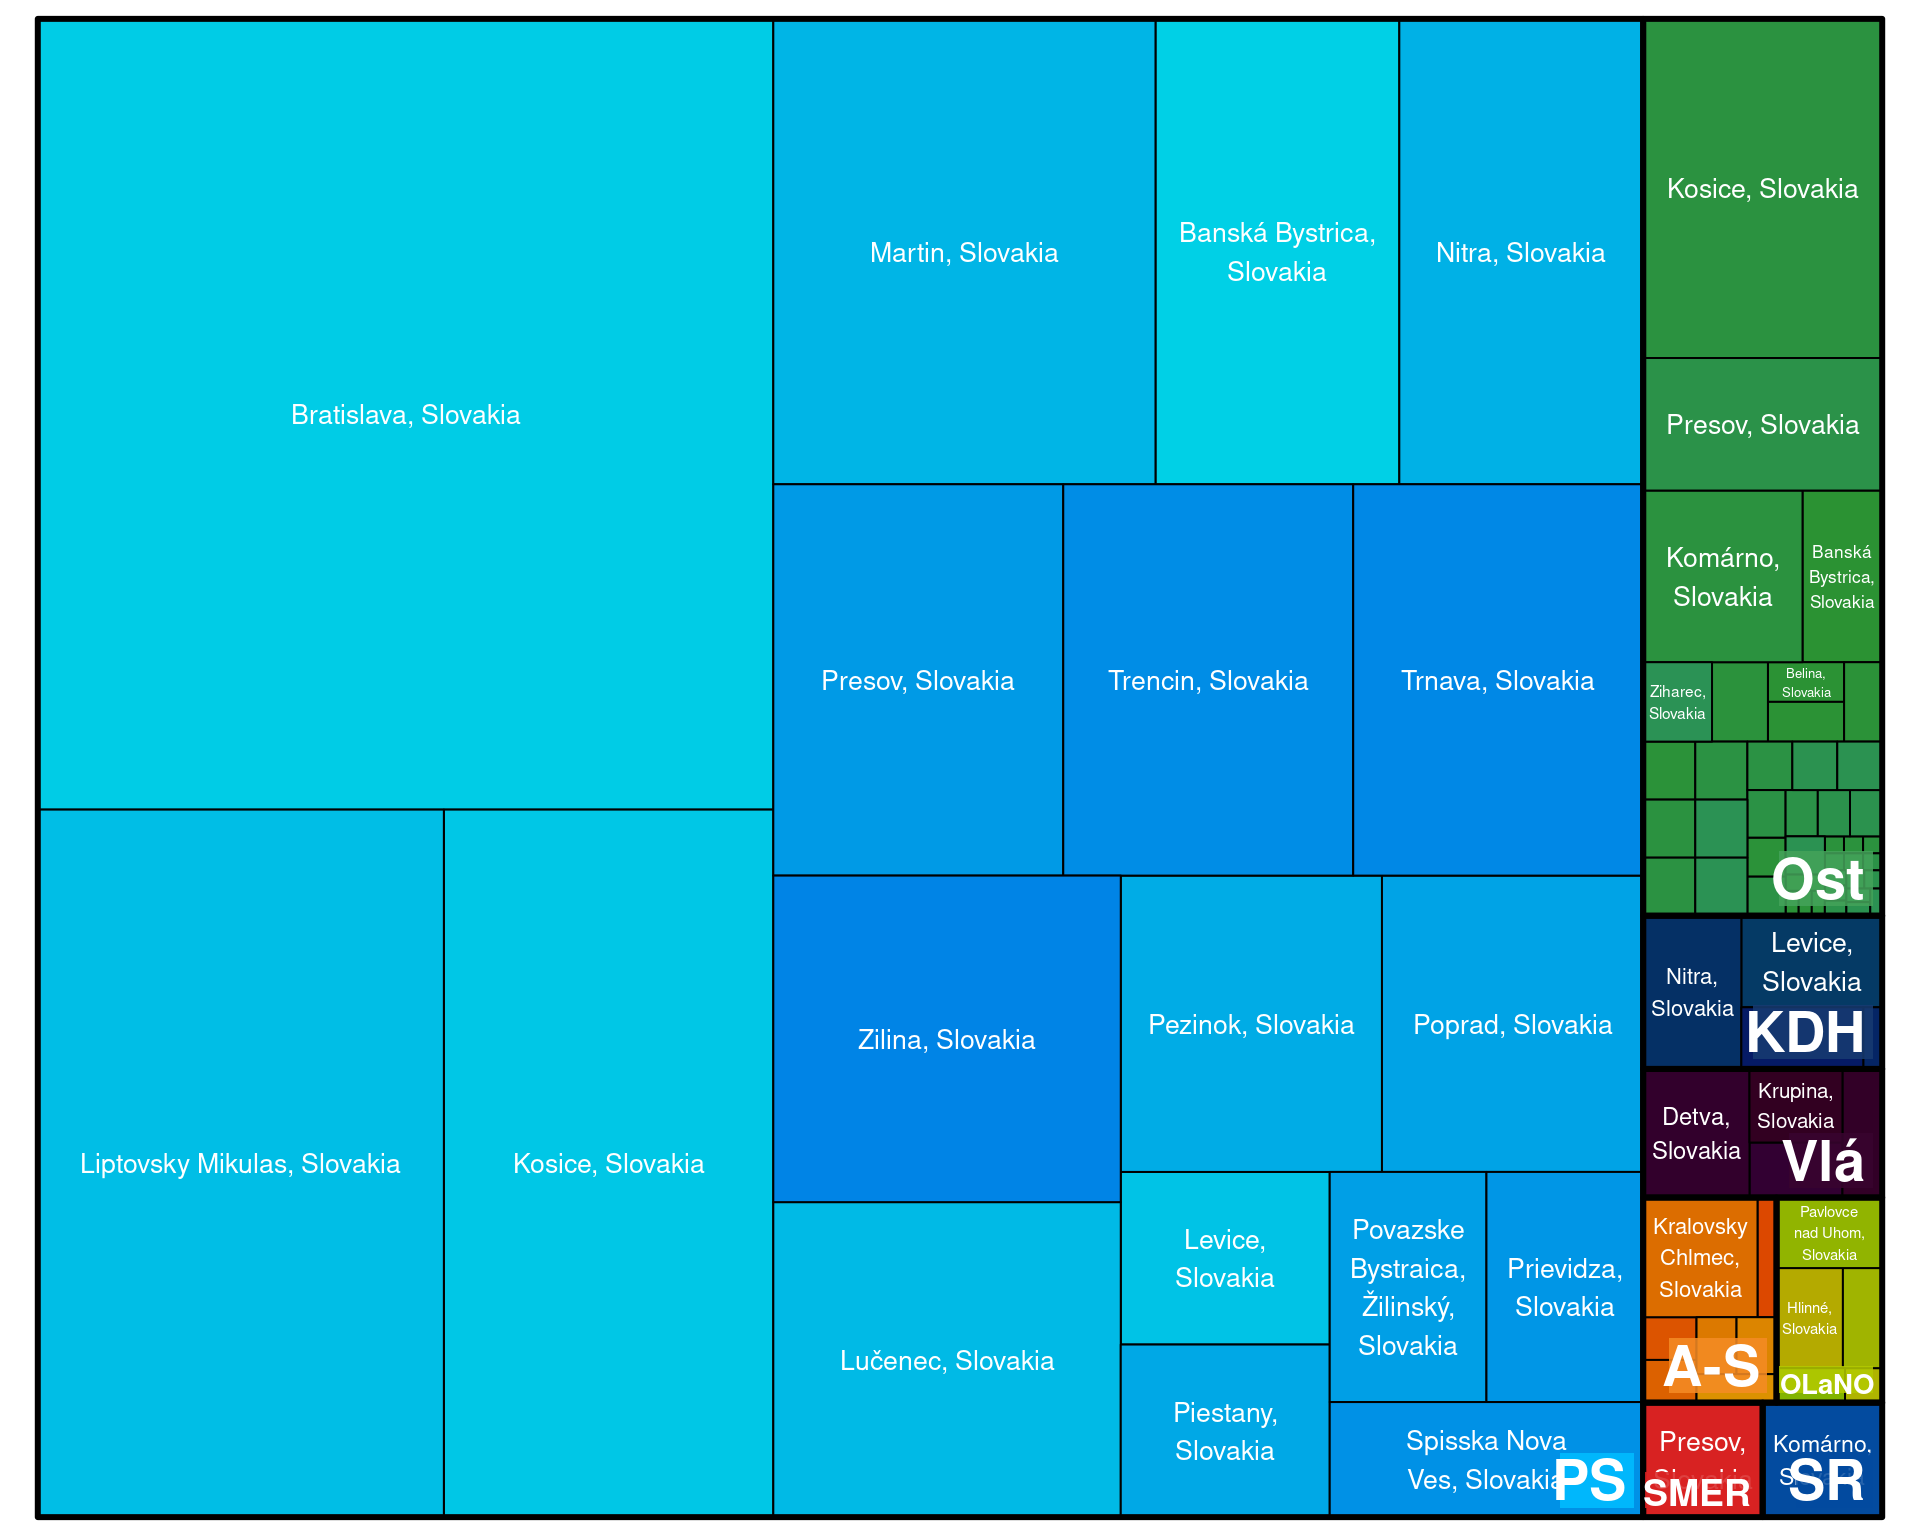 Bratislava, Slovakia
Liptovsky Mikulas, Slovakia
Kosice, Slovakia
Martin, Slovakia
Banská Bystrica,
Slovakia
Nitra, Slovakia
Presov, Slovakia
Trencin, Slovakia
Trnava, Slovakia
Zilina, Slovakia
Lučenec, Slovakia
Pezinok, Slovakia
Poprad, Slovakia
Levice,
Slovakia
Piestany,
Slovakia
Povazske
Bystraica,
Žilinský,
Slovakia
Prievidza,
Slovakia
Spisska Nova
Ves, Slovakia
PS
Kosice, Slovakia
Presov, Slovakia
Komárno,
Slovakia
Banská
Bystrica,
Slovakia
Ziharec,
Slovakia
Belina,
Slovakia
Ost
Nitra,
Slovakia
Levice,
Slovakia
KDH
Detva,
Slovakia
Krupina,
Slovakia
Vlá
Kralovsky
Chlmec,
Slovakia
A-S
Pavlovce
nad Uhom,
Slovakia
Hlinné,
Slovakia
OLaNO
Presov,
SMER
Komárno,
SR